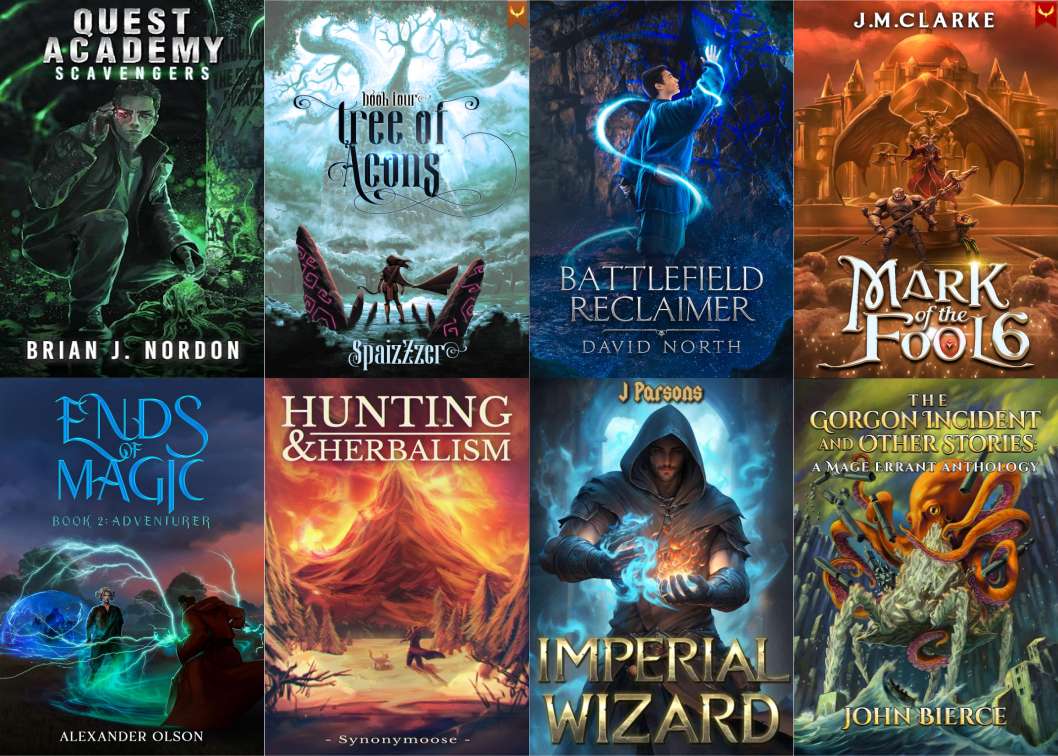 QUEST
ACADEMY
SCAVENGERS
BRIAN J. NORDON
book four
Tree of
Aeons
SpaizZzer
BATTLEFIELD
RECLAIMER
DAVID NORTH
J.M.CLARKE
MARK
of the
FOOL6
ENDS
OF
MAGIC
BOOK 2: ADVENTURER
ALEXANDER OLSON
HUNTING
&HERBALISM
- Synonymoose -
J Parsons
IMPERIAL
WIZARD
THE
GORGON INCIDENT
AND OTHER STORIES:
A MAGE ERRANT ANTHOLOGY
JOHN BIERCE